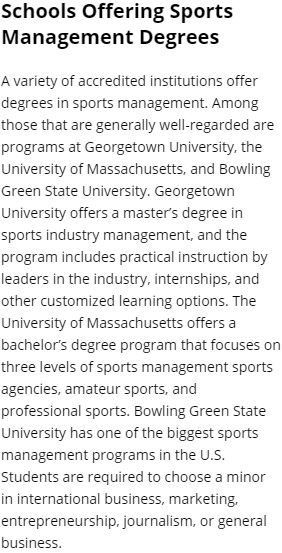 Schools Offering Sports
Management Degrees
A variety of accredited institutions offer
degrees in sports management. Among
those that are generally well-regarded are
programs at Georgetown University, the
University of Massachusetts, and Bowling
Green State University. Georgetown
University offers a master’s degree in
sports industry management, and the
program includes practical instruction by
leaders in the industry, internships, and
other customized learning options. The
University of Massachusetts offers a
bachelor’s degree program that focuses on
three levels of sports management sports
agencies, amateur sports, and
professional sports. Bowling Green State
University has one of the biggest sports
management programs in the U.S.
Students are required to choose a minor
in international business, marketing,
entrepreneurship, journalism, or general
business.